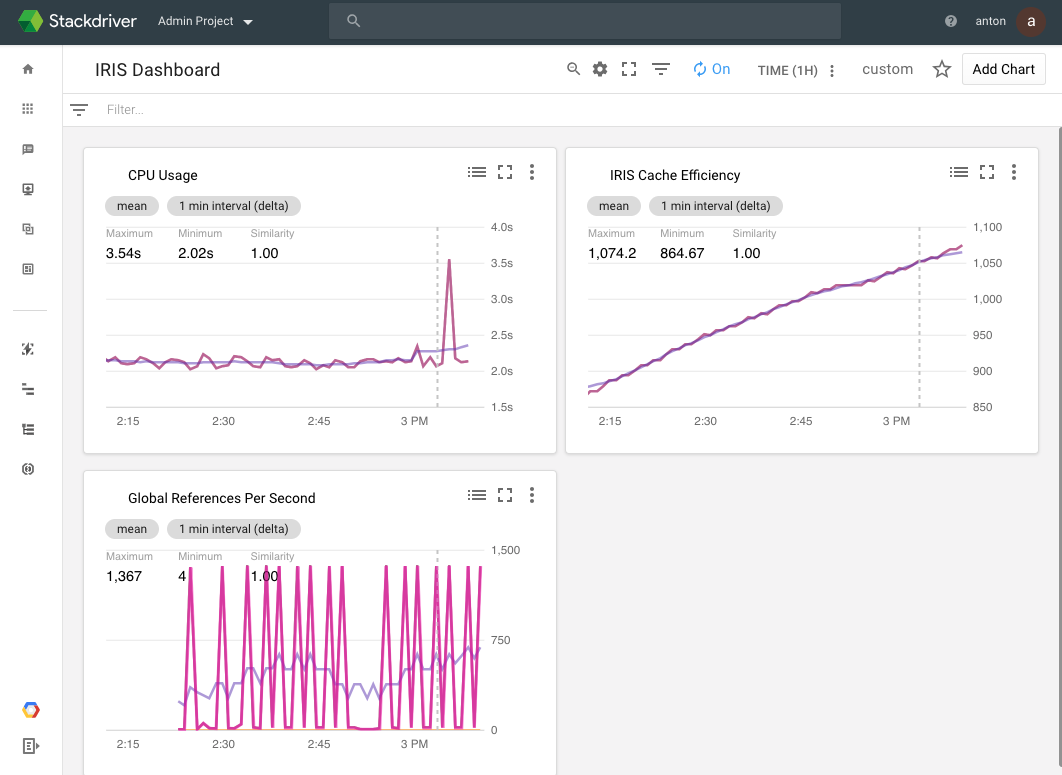 Stackdriver Admin Project anton a
IRIS Dashboard On TIME (1H) custom Add Chart
Filter...
CPU Usage
mean 1 min interval (delta)
Maximum Minimum Similarity
3.54s 2.02s 1.00
4.0s
3.5s
3.0s
2.5s
2.0s
1.5s
2:15 2:30 2:45 3 PM
IRIS Cache Efficiency
mean 1 min interval (delta)
Maximum Minimum Similarity
1,074.2 864.67 1.00
1,100
1,050
1,000
950
900
850
2:15 2:30 2:45 3 PM
Global References Per Second
mean 1 min interval (delta)
Maximum Minimum Similarity
1,367 4 1.00
1,500
750
0
2:15 2:30 2:45 3 PM